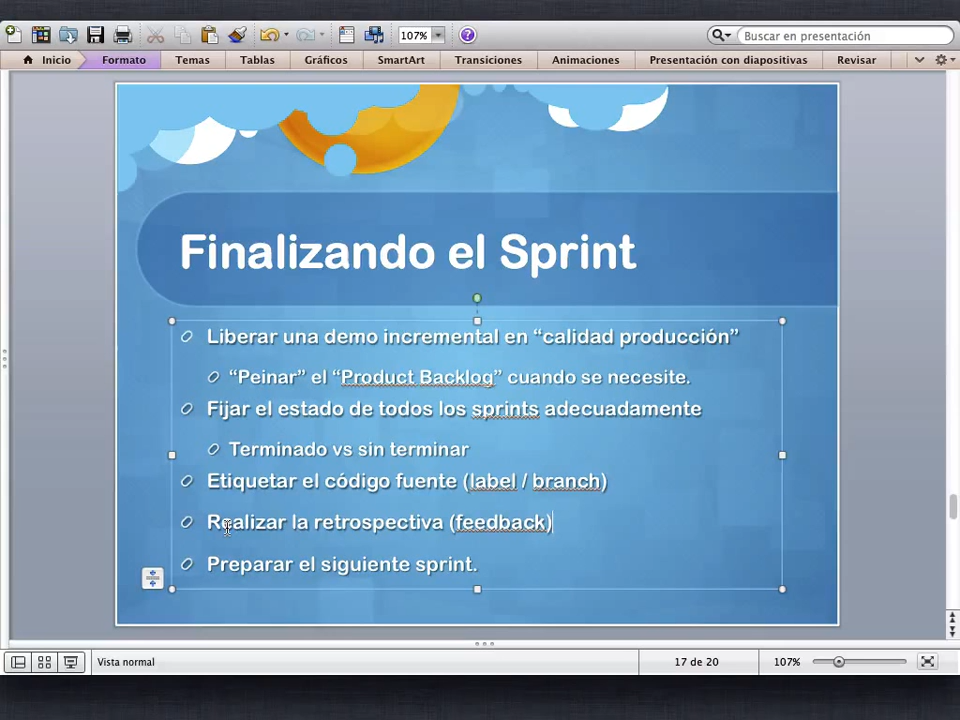 107%
Buscar en presentación
Inicio Formato Temas Tablas Gráficos SmartArt Transiciones Animaciones Presentación con diapositivas Revisar
Finalizando el Sprint
Liberar una demo incremental en “calidad producción”
“Peinar” el “Product Backlog” cuando se necesite.
Fijar el estado de todos los sprints adecuadamente
Terminado vs sin terminar
Etiquetar el código fuente (label / branch)
Realizar la retrospectiva (feedback)
Preparar el siguiente sprint.
Vista normal 17 de 20 107%